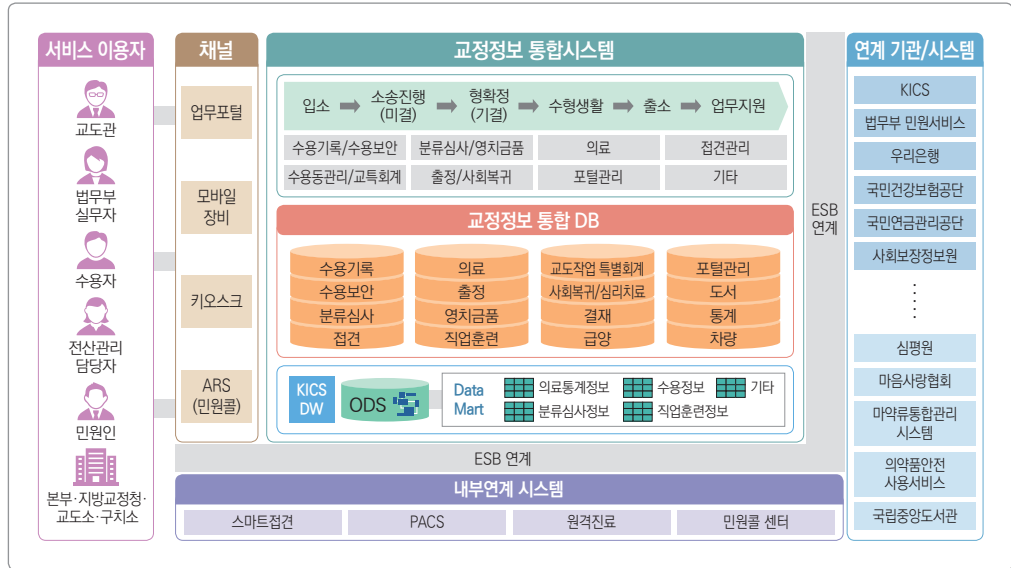 서비스 이용자
교도관
법무부
실무자
수용자
전산관리
담당자
민원인
본부·지방교정청·
교도소·구치소
채널
업무포털
모바일
장비
키오스크
ARS
(민원콜)
교정정보 통합시스템
입소
소송진행
(미결)
형확정
(기결)
수형생활
출소
업무지원
수용기록/수용보안
분류심사/영치금품
의료
접견관리
수용동관리/교특회계
출정/사회복귀
포털관리
기타
교정정보 통합 DB
수용기록
수용보안
분류심사
접견
의료
출정
영치금품
직업훈련
교도작업 특별회계
사회복귀/심리치료
결재
급양
포털관리
도서
통계
차량
KICS
DW
ODS
Data
Mart
의료통계정보
수용정보
기타
분류심사정보
직업훈련정보
ESB
연계
ESB 연계
내부연계 시스템
스마트접견
PACS
원격진료
민원콜 센터
연계 기관/시스템
KICS
법무부 민원서비스
우리은행
국민건강보험공단
국민연금관리공단
사회보장정보원
심평원
마음사랑협회
마약류통합관리
시스템
의약품안전
사용서비스
국립중앙도서관